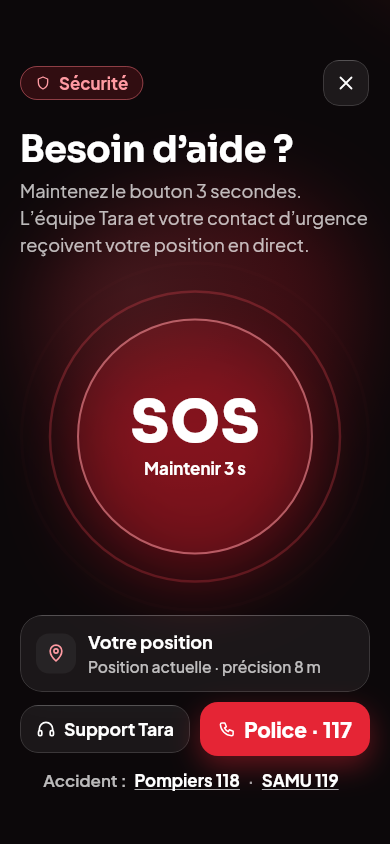 Sécurité
Besoin d’aide ?
Maintenez le bouton 3 secondes.
L’équipe Tara et votre contact d’urgence
reçoivent votre position en direct.
SOS
Maintenir 3 s
Votre position
Position actuelle · précision 8 m
Support Tara
Police · 117
Accident : Pompiers 118 · SAMU 119